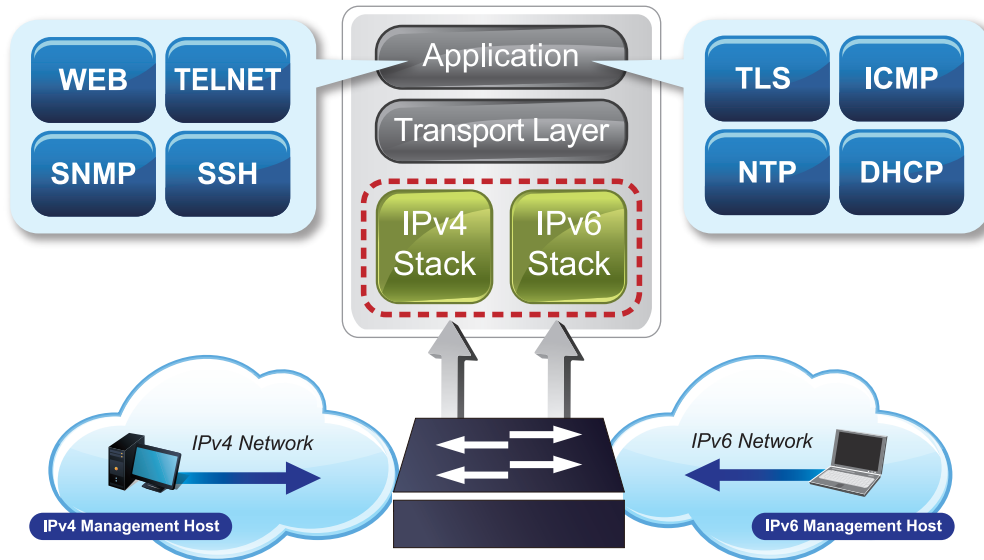 WEB
TELNET
SNMP
SSH
Application
Transport Layer
IPv4
Stack
IPv6
Stack
TLS
ICMP
NTP
DHCP
IPv4 Network
IPv4 Management Host
IPv6 Network
IPv6 Management Host